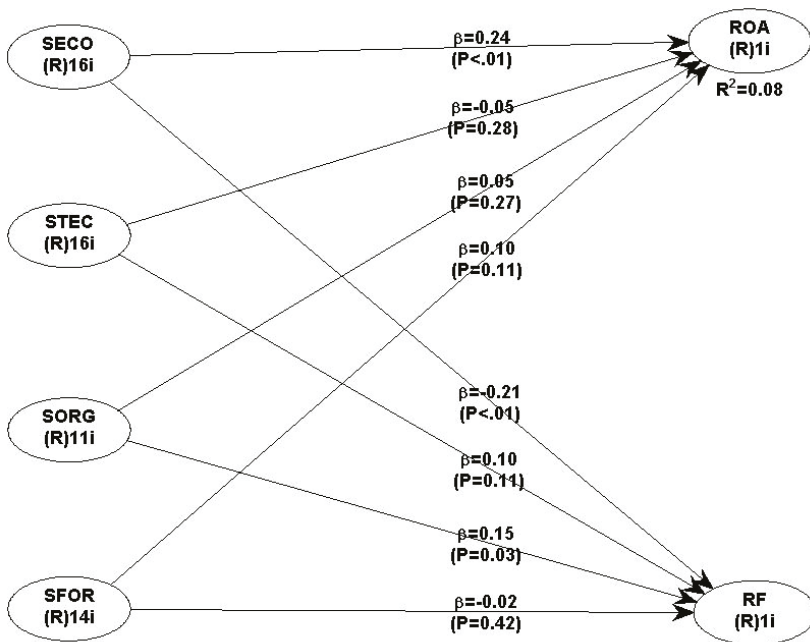 SECO
(R)16i
β=0.24
(P<.01)
ROA
(R)1i
R²=0.08
β=-0.05
(P=0.28)
STEC
(R)16i
β=0.05
(P=0.27)
β=0.10
(P=0.11)
SORG
(R)11i
β=-0.21
(P<.01)
β=0.10
(P=0.11)
β=0.15
(P=0.03)
SFOR
(R)14i
β=-0.02
(P=0.42)
RF
(R)1i